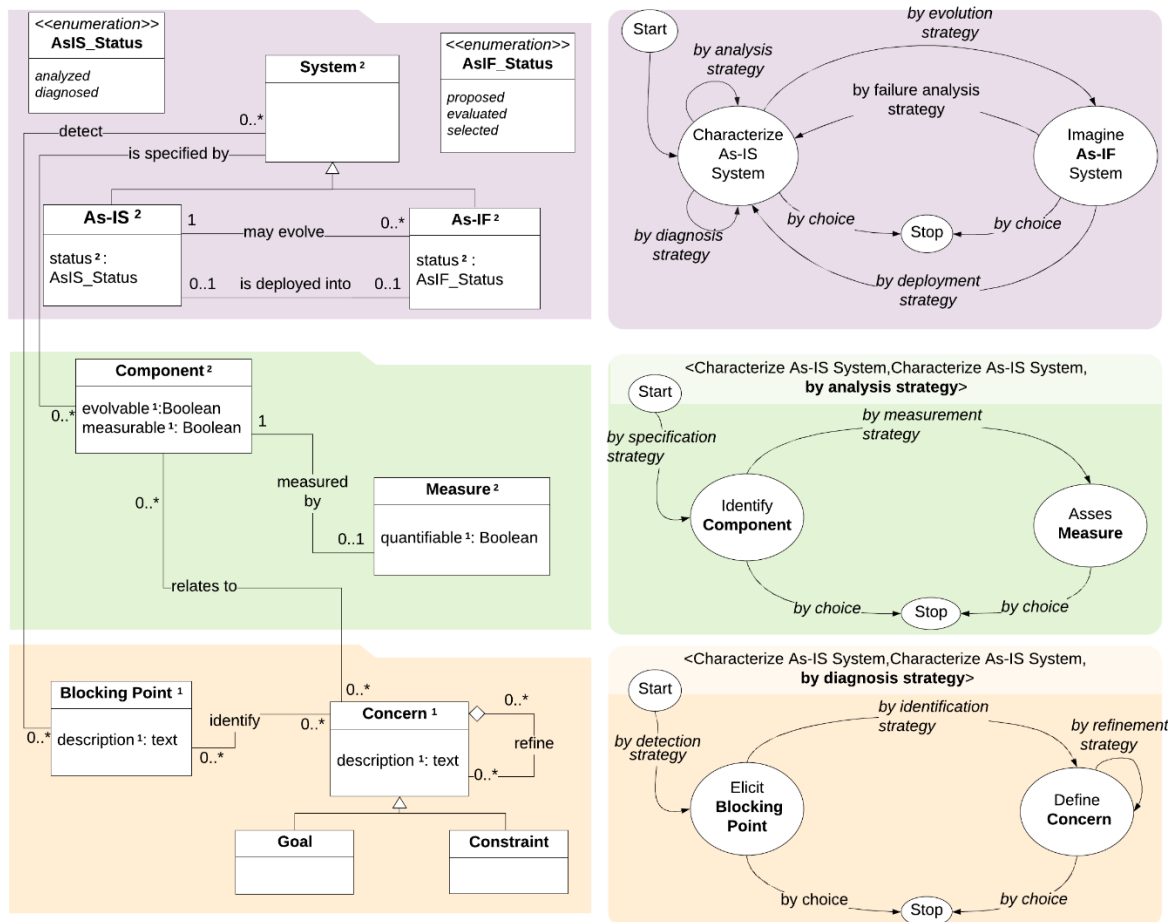 <<enumeration>>
AsIS_Status
analyzed
diagnosed
System ²
<<enumeration>>
AsIF_Status
proposed
evaluated
selected
detect
0..*
is specified by
As-IS ²
status ² :
AsIS_Status
1
may evolve
0..*
0..1
is deployed into
0..1
As-IF ²
status ² :
AsIF_Status
Start
by analysis
strategy
by evolution
strategy
by failure analysis
strategy
Characterize
As-IS
System
Imagine
As-IF
System
by choice
by choice
Stop
by diagnosis
strategy
by deployment
strategy
Component ²
evolvable ¹:Boolean
measurable ¹: Boolean
0..*
1
measured
by
0..1
0..*
Measure ²
quantifiable ¹: Boolean
relates to
<Characterize As-IS System,Characterize As-IS System,
by analysis strategy>
Start
by specification
strategy
by measurement
strategy
Identify
Component
Asses
Measure
by choice
by choice
Stop
Blocking Point ¹
description ¹: text
0..*
identify
0..*
0..*
0..*
Concern ¹
description ¹: text
0..*
refine
0..*
Goal
Constraint
<Characterize As-IS System,Characterize As-IS System,
by diagnosis strategy>
Start
by detection
strategy
by identification
strategy
by refinement
strategy
Elicit
Blocking
Point
Define
Concern
by choice
by choice
Stop